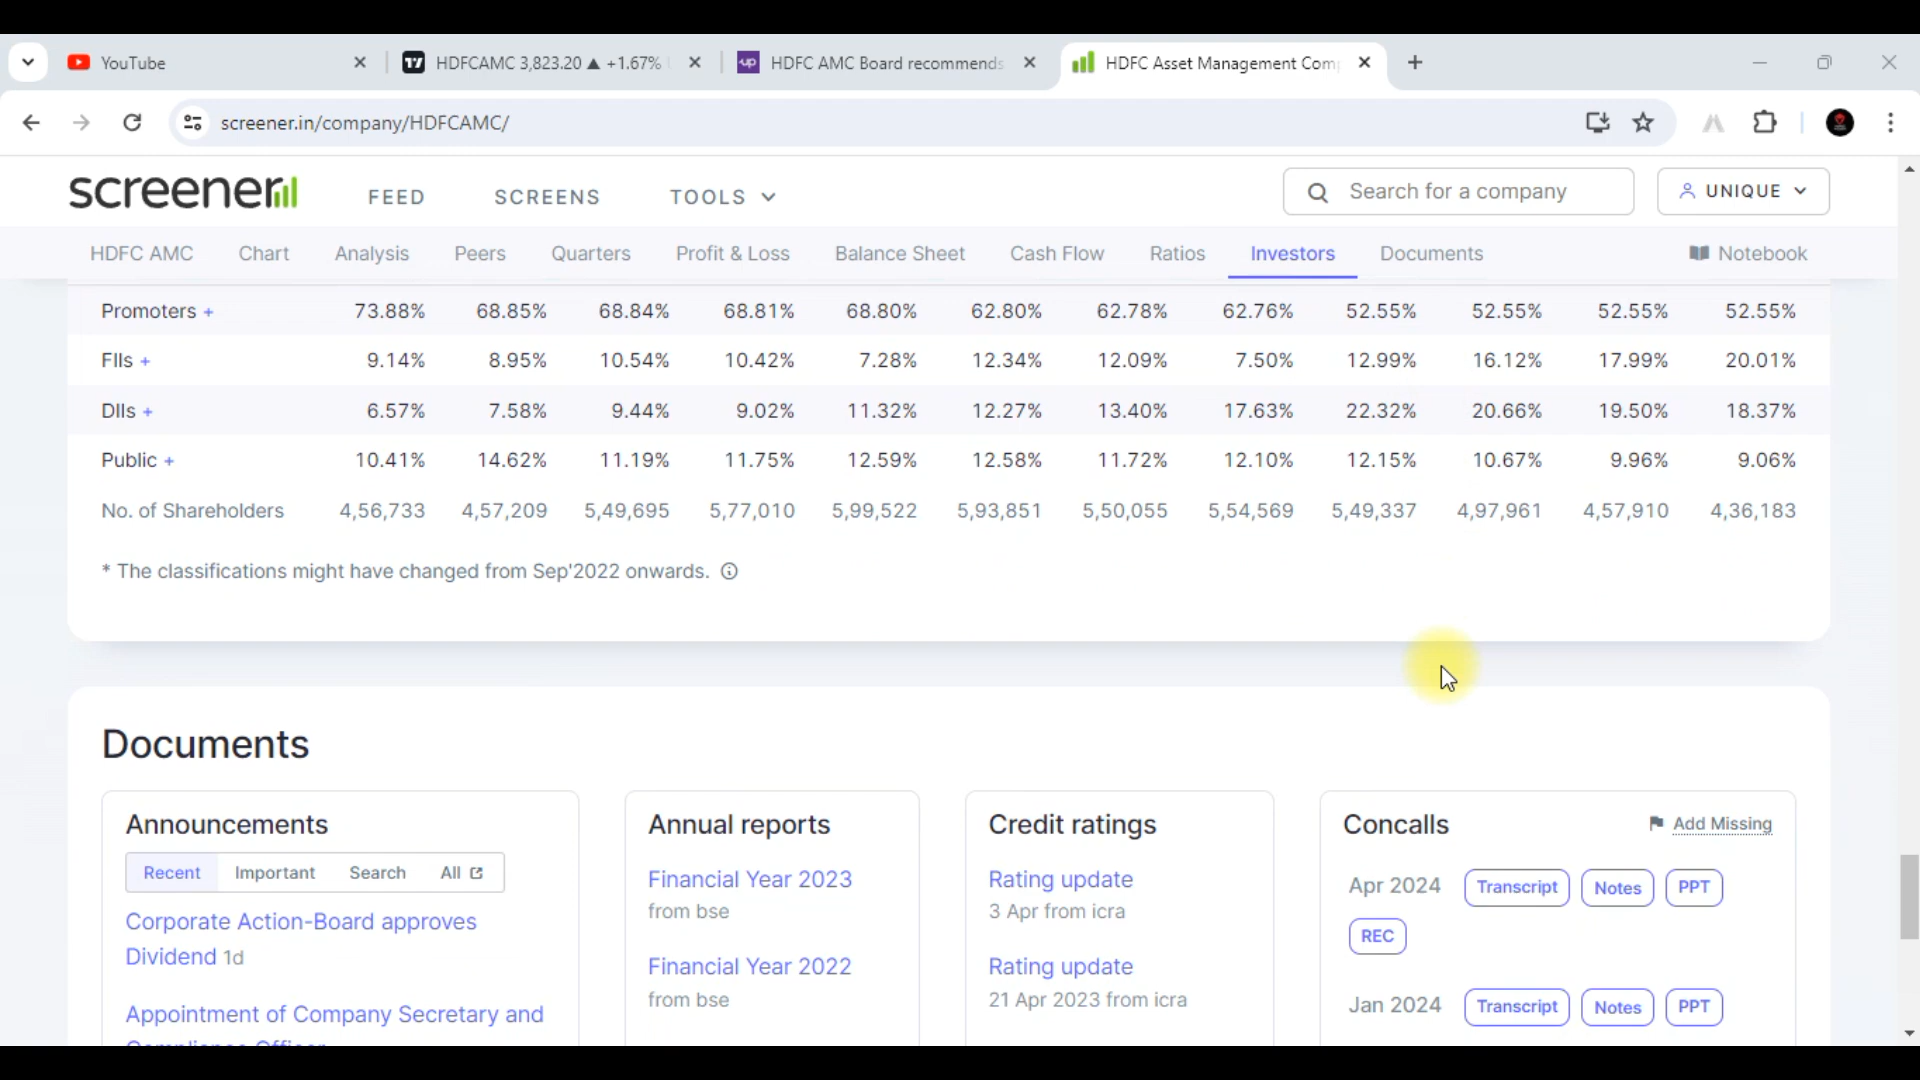 YouTube
HDFCAMC 3,823.20 ▲ +1.67%
HDFC AMC Board recommends
HDFC Asset Management Com
screener.in/company/HDFCAMC/
screener
FEED SCREENS TOOLS
Search for a company
UNIQUE
HDFC AMC Chart Analysis Peers Quarters Profit & Loss Balance Sheet Cash Flow Ratios Investors Documents Notebook
Promoters + 73.88% 68.85% 68.84% 68.81% 68.80% 62.80% 62.78% 62.76% 52.55% 52.55% 52.55% 52.55%
FIIs + 9.14% 8.95% 10.54% 10.42% 7.28% 12.34% 12.09% 7.50% 12.99% 16.12% 17.99% 20.01%
DIIs + 6.57% 7.58% 9.44% 9.02% 11.32% 12.27% 13.40% 17.63% 22.32% 20.66% 19.50% 18.37%
Public + 10.41% 14.62% 11.19% 11.75% 12.59% 12.58% 11.72% 12.10% 12.15% 10.67% 9.96% 9.06%
No. of Shareholders 4,56,733 4,57,209 5,49,695 5,77,010 5,99,522 5,93,851 5,50,055 5,54,569 5,49,337 4,97,961 4,57,910 4,36,183
* The classifications might have changed from Sep'2022 onwards.
Documents
Announcements
Recent Important Search All
Corporate Action-Board approves
Dividend 1d
Appointment of Company Secretary and
Compliance Officer
Annual reports
Financial Year 2023
from bse
Financial Year 2022
from bse
Credit ratings
Rating update
3 Apr from icra
Rating update
21 Apr 2023 from icra
Concalls
Add Missing
Apr 2024 Transcript Notes PPT
REC
Jan 2024 Transcript Notes PPT